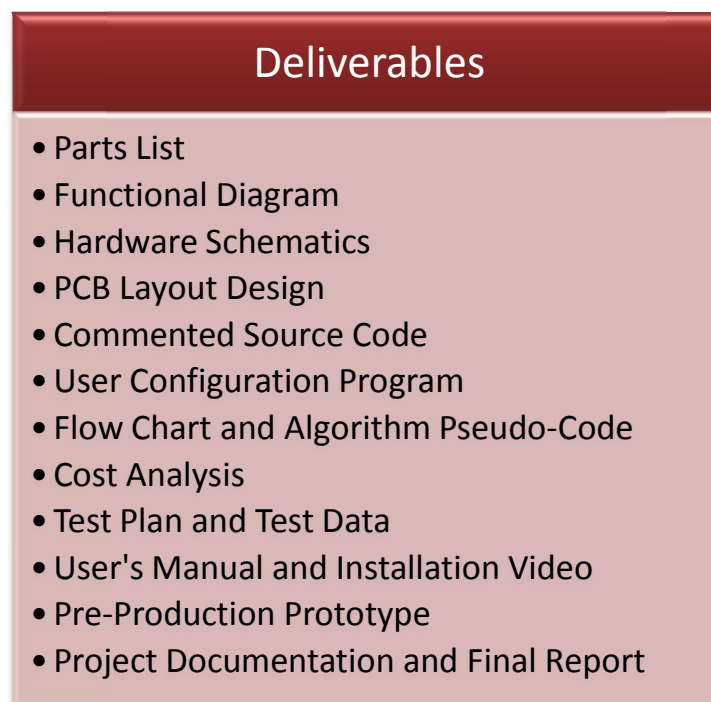 Deliverables
• Parts List
• Functional Diagram
• Hardware Schematics
• PCB Layout Design
• Commented Source Code
• User Configuration Program
• Flow Chart and Algorithm Pseudo-Code
• Cost Analysis
• Test Plan and Test Data
• User's Manual and Installation Video
• Pre-Production Prototype
• Project Documentation and Final Report